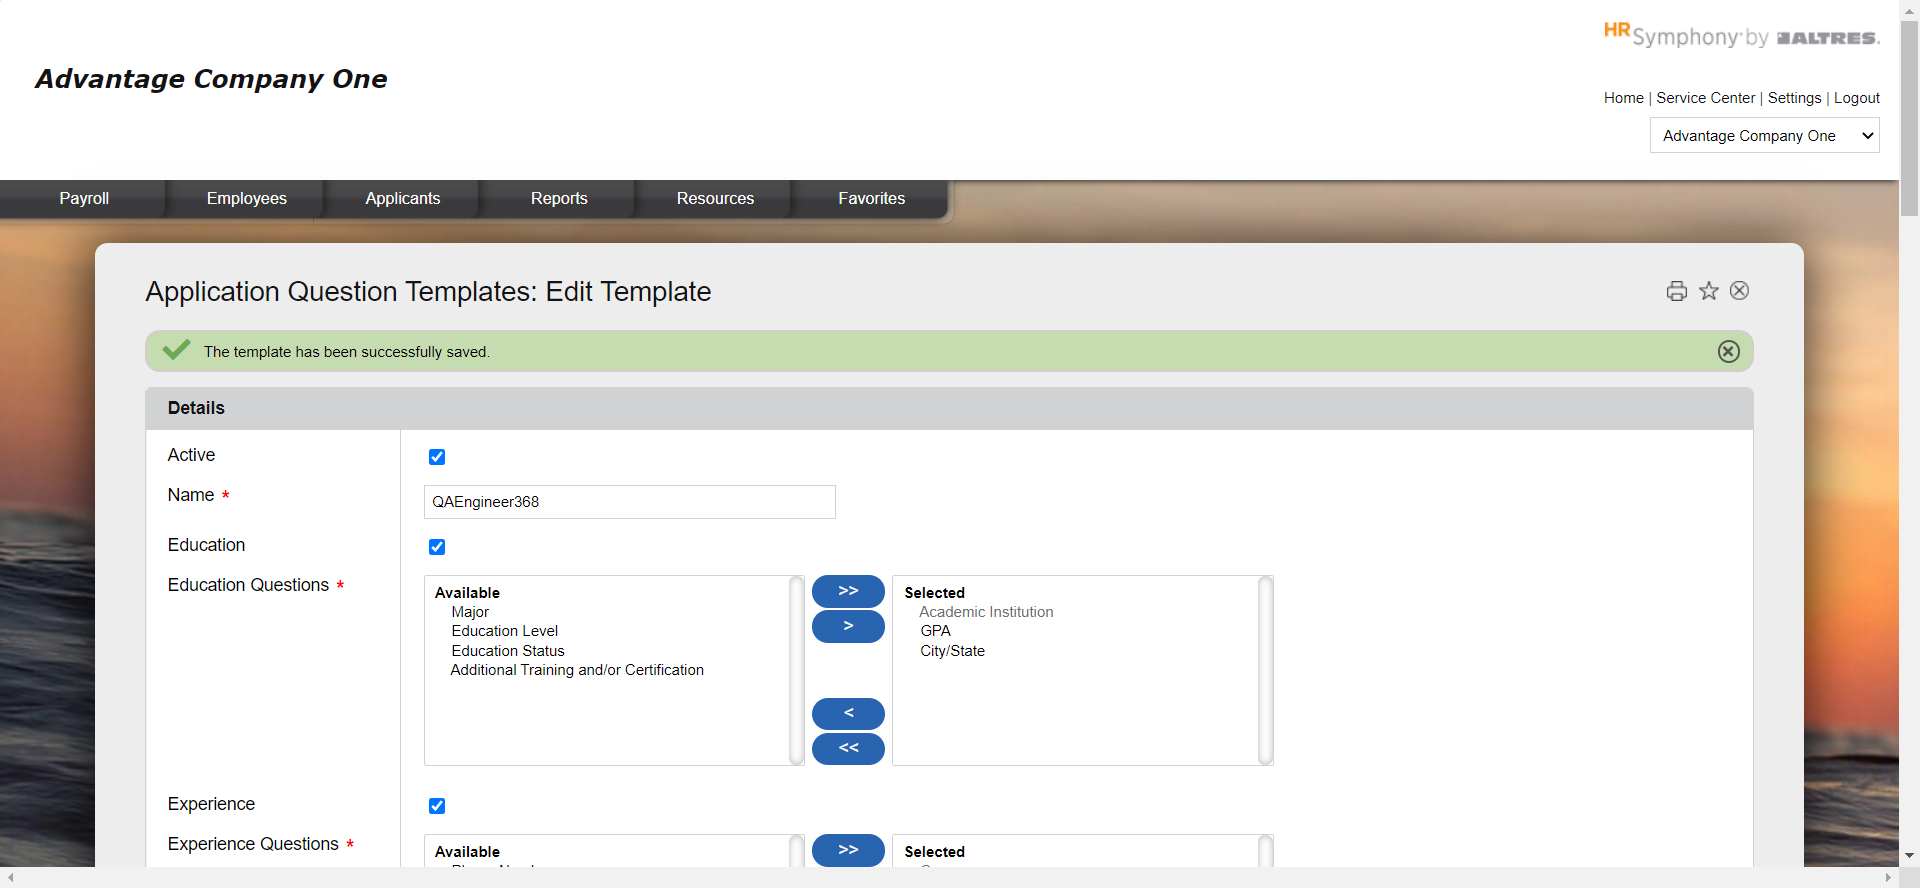 HR Symphony by ALTRES.
Advantage Company One
Home | Service Center | Settings | Logout
Advantage Company One
Payroll
Employees
Applicants
Reports
Resources
Favorites
Application Question Templates: Edit Template
The template has been successfully saved.
Details
Active
Name *
QAEngineer368
Education
Education Questions *
Available
Major
Education Level
Education Status
Additional Training and/or Certification
>>
>
<
<<
Selected
Academic Institution
GPA
City/State
Experience
Experience Questions *
Available
>>
Selected